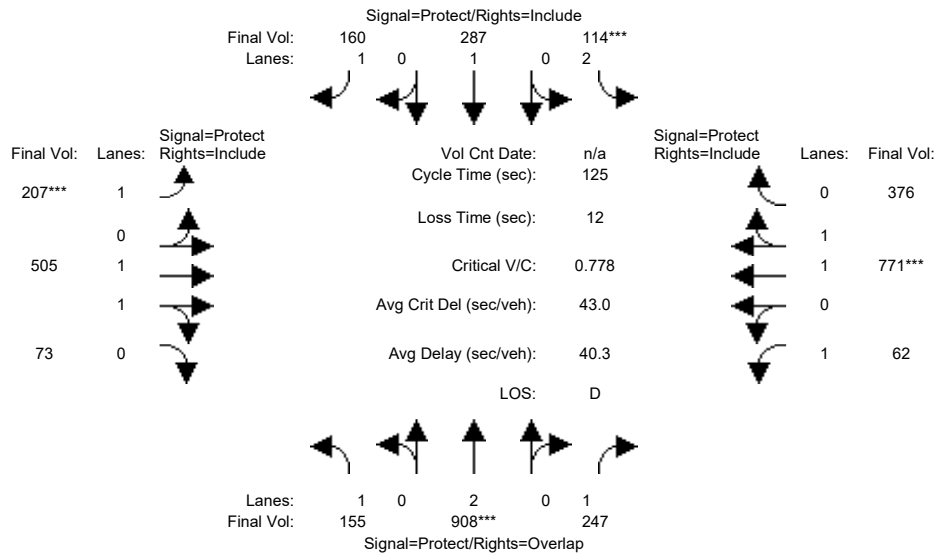 Signal=Protect/Rights=Include
Final Vol: 160 287 114***
Lanes: 1 0 1 0 2
Signal=Protect Signal=Protect
Final Vol: Lanes: Rights=Include Vol Cnt Date: n/a Rights=Include Lanes: Final Vol:
Cycle Time (sec): 125
207*** 1 0 376
Loss Time (sec): 12
0 1
505 1 Critical V/C: 0.778 1 771***
1 Avg Crit Del (sec/veh): 43.0 0
73 0 Avg Delay (sec/veh): 40.3 1 62
LOS: D
Lanes: 1 0 2 0 1
Final Vol: 155 908*** 247
Signal=Protect/Rights=Overlap